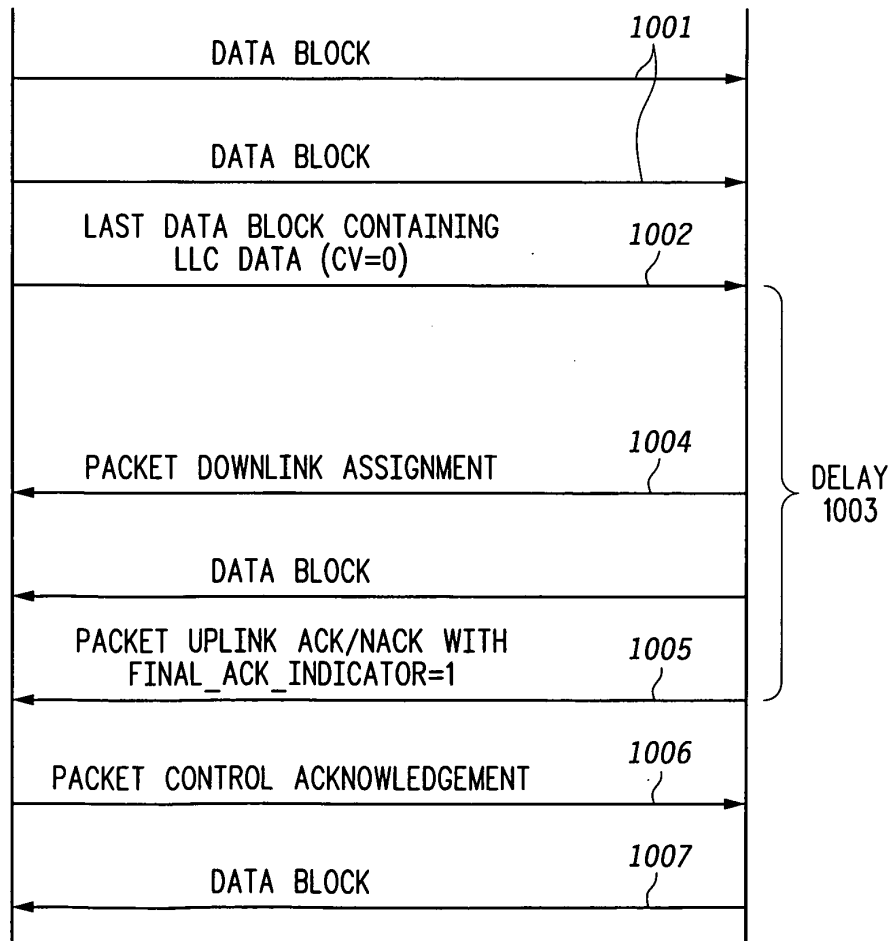 1001
DATA BLOCK
DATA BLOCK
LAST DATA BLOCK CONTAINING
LLC DATA (CV=0)
1002
1004
PACKET DOWNLINK ASSIGNMENT
DELAY
1003
DATA BLOCK
PACKET UPLINK ACK/NACK WITH
FINAL_ACK_INDICATOR=1
1005
1006
PACKET CONTROL ACKNOWLEDGEMENT
1007
DATA BLOCK